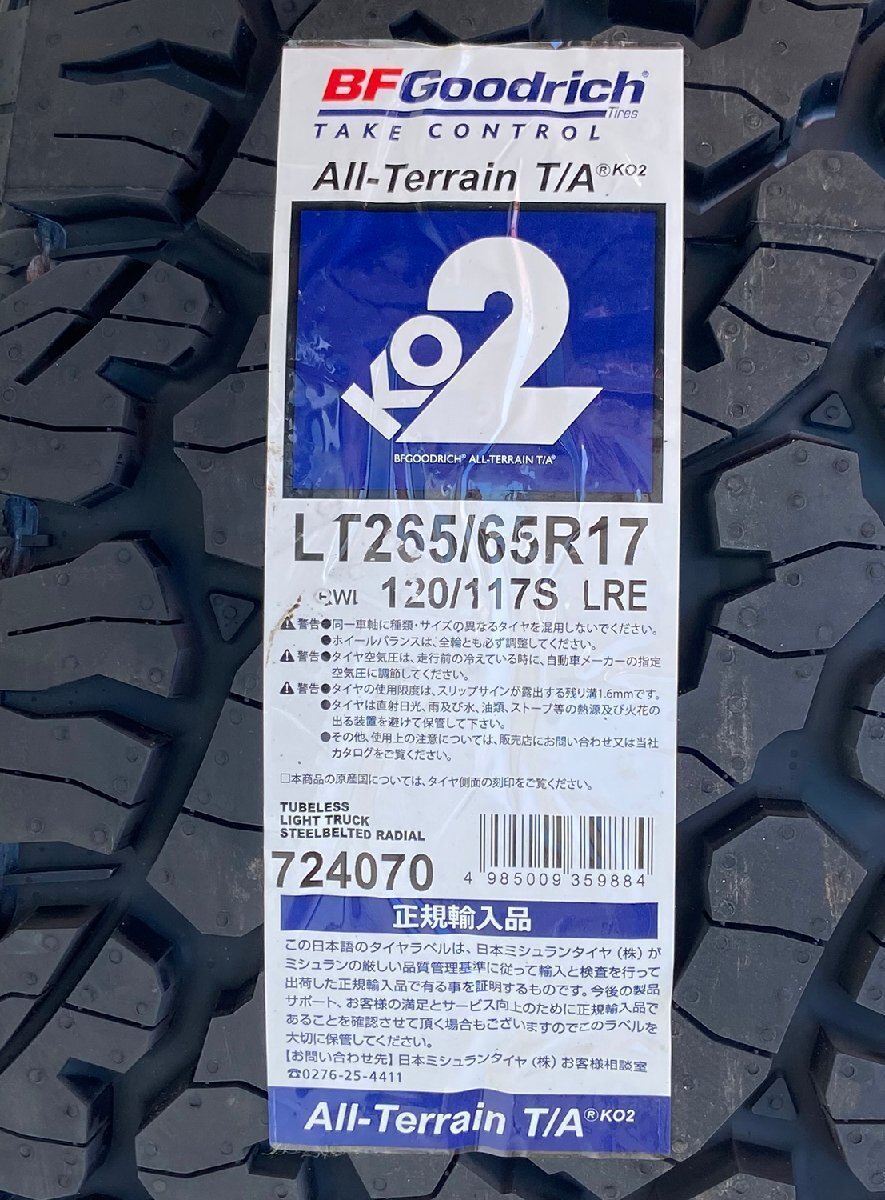 BFGoodrich®
Tires
TAKE CONTROL
All-Terrain T/A®KO2
KO2
BFGOODRICH® ALL-TERRAIN T/A®
LT265/65R17
RWL 120/117S LRE
⚠警告●同一車軸に種類・サイズの異なるタイヤを混用しないでください。
●ホイールバランスは、全輪とも必ず調整してください。
⚠警告●タイヤ空気圧は、走行前の冷えている時に、自動車メーカーの指定
空気圧に調節してください。
⚠警告●タイヤの使用限度は、スリップサインが露出する残り溝1.6mmです。
●タイヤは直射日光、雨及び水、油類、ストーブ等の熱源及び火花の
出る装置を避けて保管して下さい。
●その他、使用上の注意については、販売店にお問い合わせ又は当社
カタログをご覧ください。
□本商品の原産国については、タイヤ側面の刻印をご覧ください。
TUBELESS
LIGHT TRUCK
STEELBELTED RADIAL
724070
4 985009 359884
正規輸入品
この日本語のタイヤラベルは、日本ミシュランタイヤ（株）が
ミシュランの厳しい品質管理基準に従って輸入と検査を行って
出荷した正規輸入品で有る事を証明するものです。今後の製品
サポート、お客様の満足とサービス向上のために正規輸入品で
あることを確認させて頂く場合もございますのでこのラベルを
大切に保管してください。
【お問い合わせ先】日本ミシュランタイヤ（株）お客様相談室
☎0276-25-4411
All-Terrain T/A®KO2